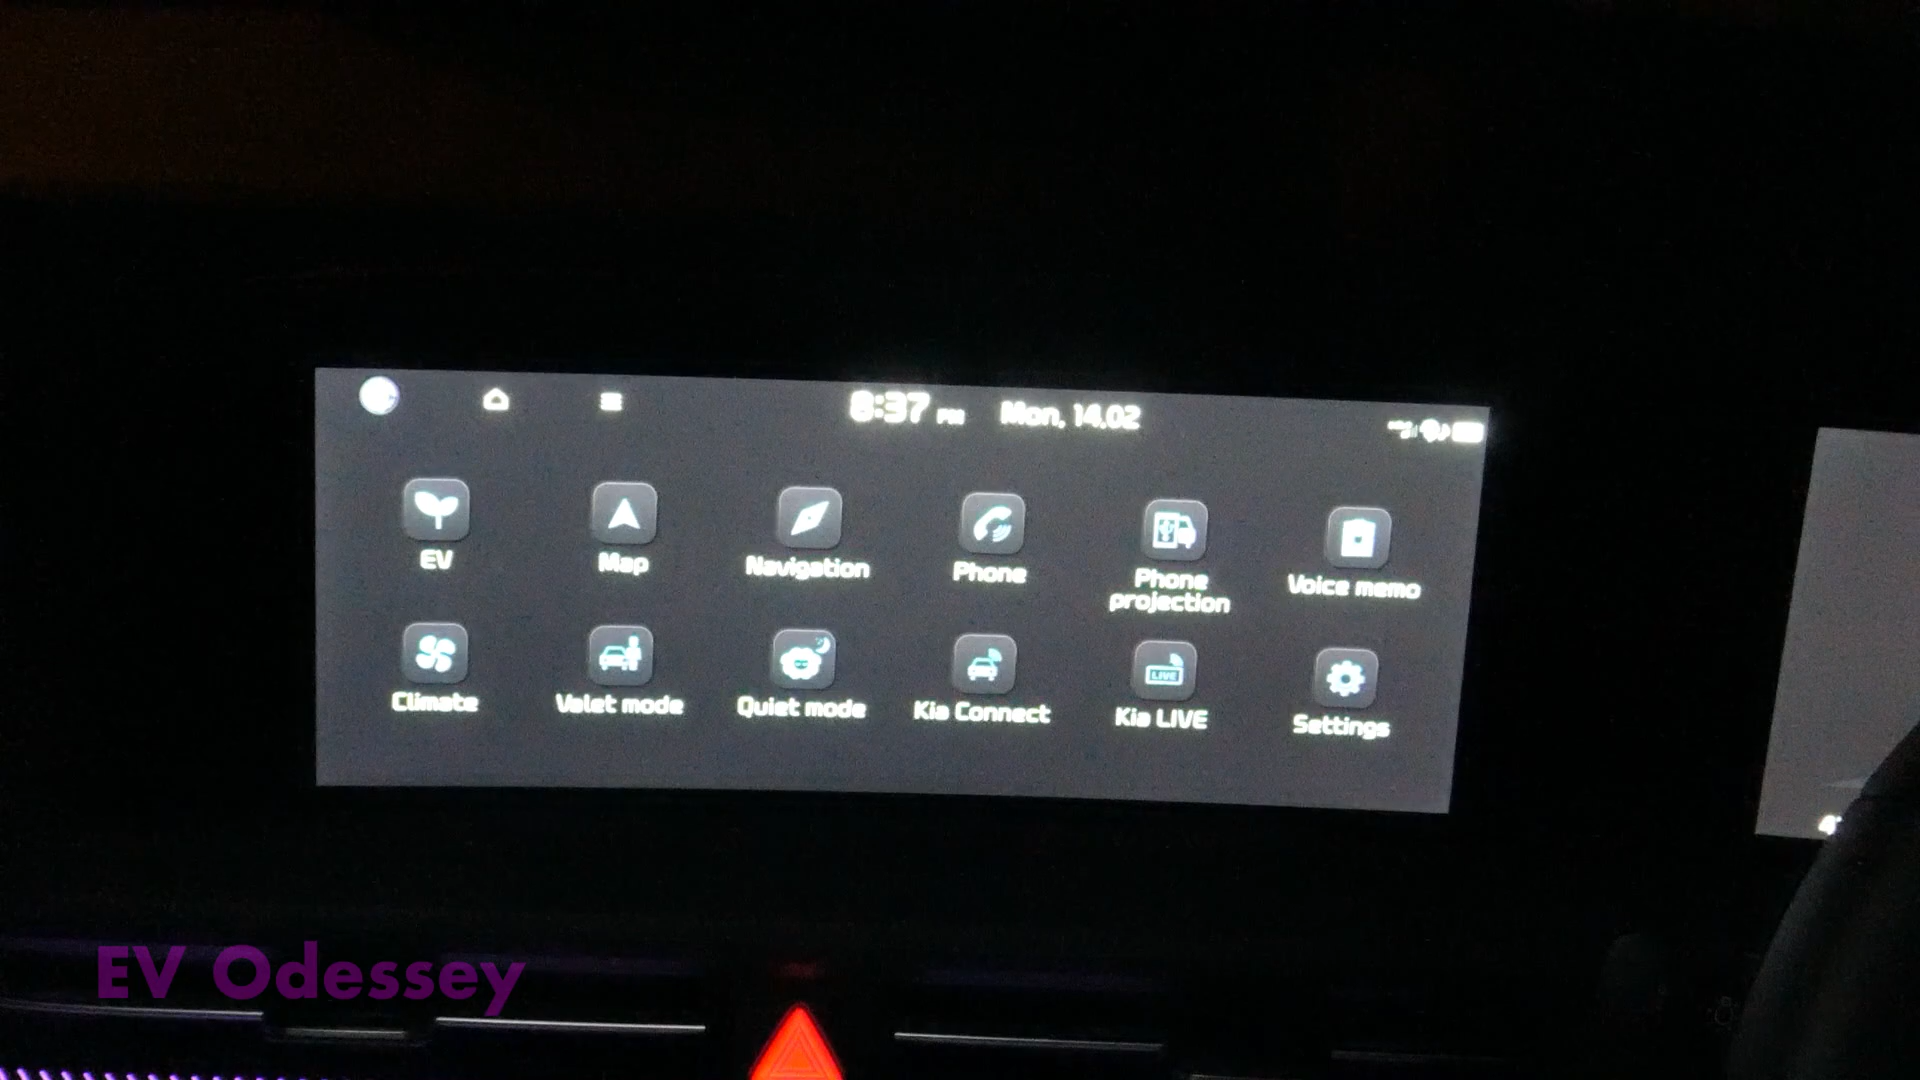 8:37 PM Mon, 14.02
EV Map Navigation Phone Phone projection Voice memo
Climate Valet mode Quiet mode Kia Connect LIVE Kia LIVE Settings
EV Odessey